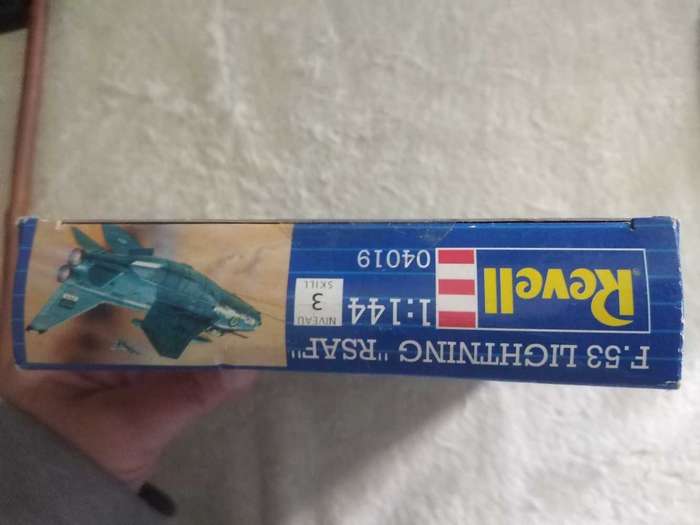 Revell
1:144
04019
NIVEAU
3
SKILL
F.53 LIGHTNING "RSAF"